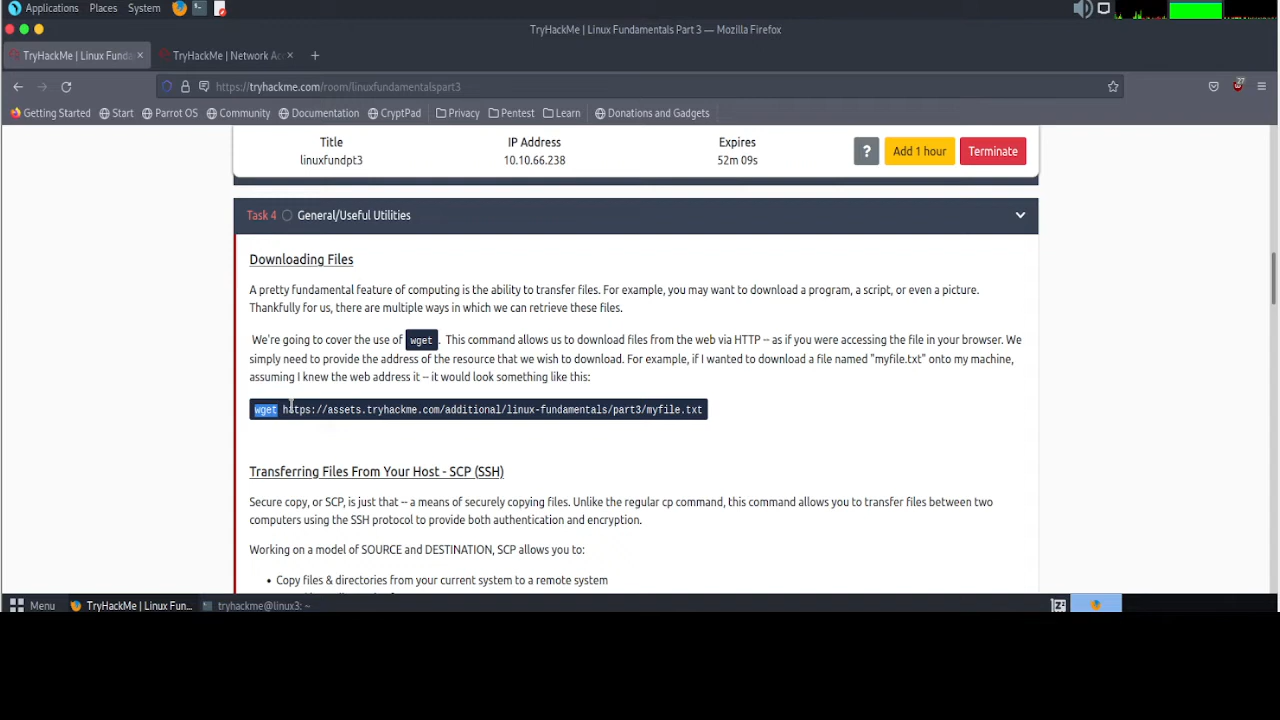 Applications Places System
TryHackMe | Linux Fundamentals Part 3 — Mozilla Firefox
TryHackMe | Linux Funda × TryHackMe | Network Ac × +
https://tryhackme.com/room/linuxfundamentalspart3
27
Getting Started Start Parrot OS Community Documentation CryptPad Privacy Pentest Learn Donations and Gadgets
Title IP Address Expires
linuxfundpt3 10.10.66.238 52m 09s ? Add 1 hour Terminate
Task 4 General/Useful Utilities
Downloading Files
A pretty fundamental feature of computing is the ability to transfer files. For example, you may want to download a program, a script, or even a picture.
Thankfully for us, there are multiple ways in which we can retrieve these files.
We're going to cover the use of wget . This command allows us to download files from the web via HTTP -- as if you were accessing the file in your browser. We
simply need to provide the address of the resource that we wish to download. For example, if I wanted to download a file named "myfile.txt" onto my machine,
assuming I knew the web address it -- it would look something like this:
wget https://assets.tryhackme.com/additional/linux-fundamentals/part3/myfile.txt
Transferring Files From Your Host - SCP (SSH)
Secure copy, or SCP, is just that -- a means of securely copying files. Unlike the regular cp command, this command allows you to transfer files between two
computers using the SSH protocol to provide both authentication and encryption.
Working on a model of SOURCE and DESTINATION, SCP allows you to:
• Copy files & directories from your current system to a remote system
Menu TryHackMe | Linux Fun... tryhackme@linux3: ~